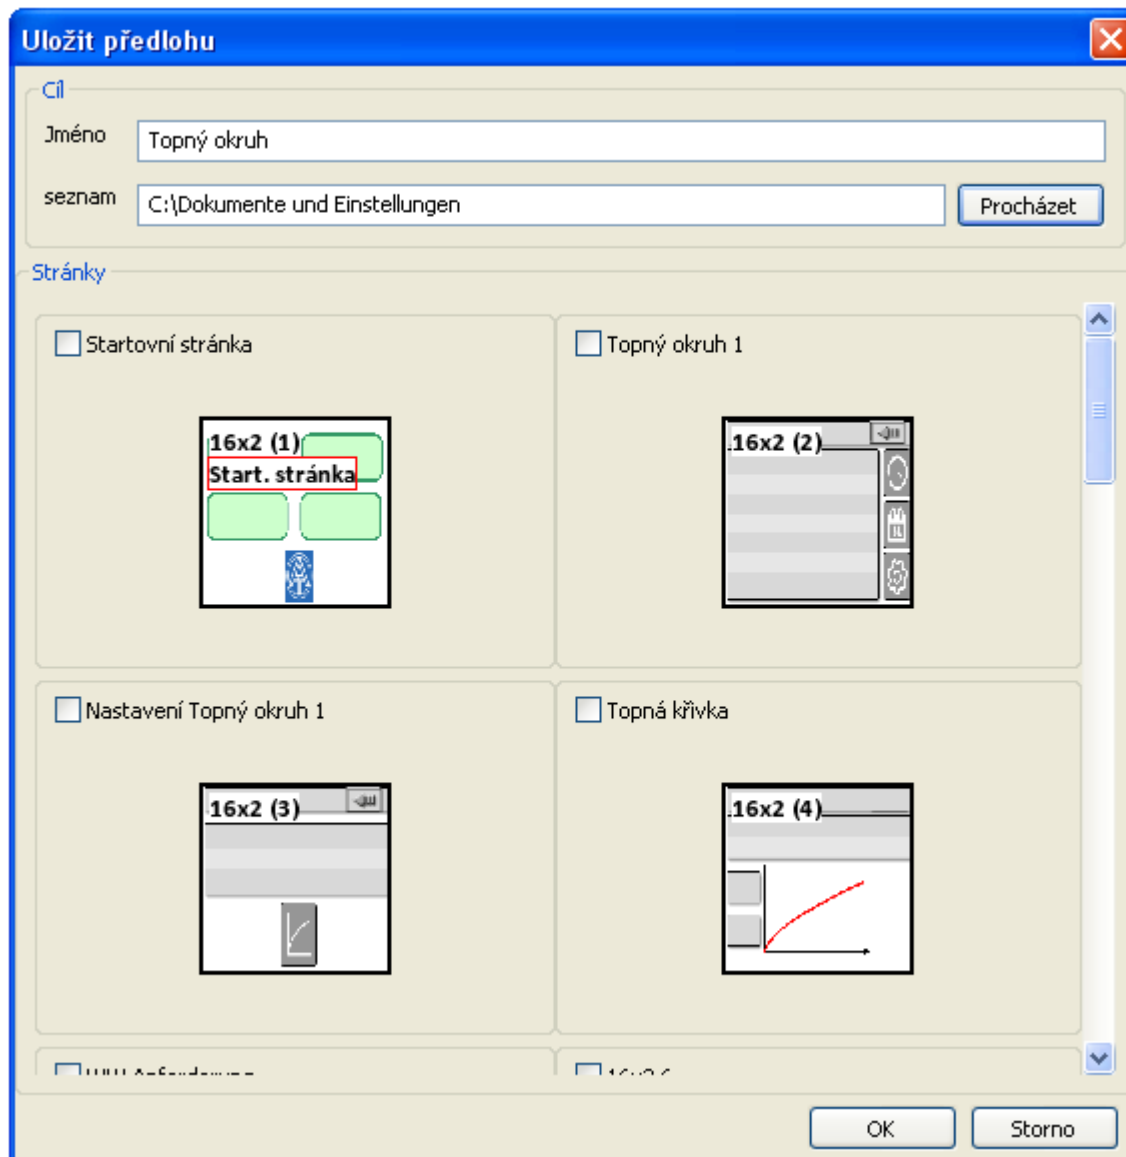 Uložit předlohu
Cíl
Jméno
Topný okruh
seznam
C:\Dokumente und Einstellungen
Procházet
Stránky
Startovní stránka
Topný okruh 1
16x2 (1)
Start. stránka
16x2 (2)
Nastavení Topný okruh 1
Topná křivka
16x2 (3)
16x2 (4)
OK
Storno